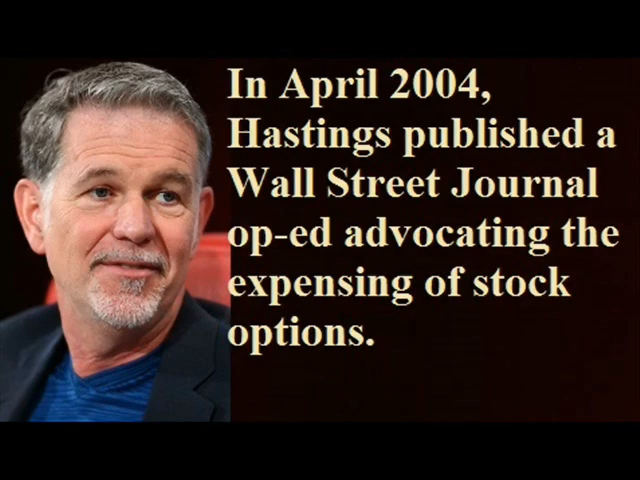 In April 2004,
Hastings published a
Wall Street Journal
op-ed advocating the
expensing of stock
options.